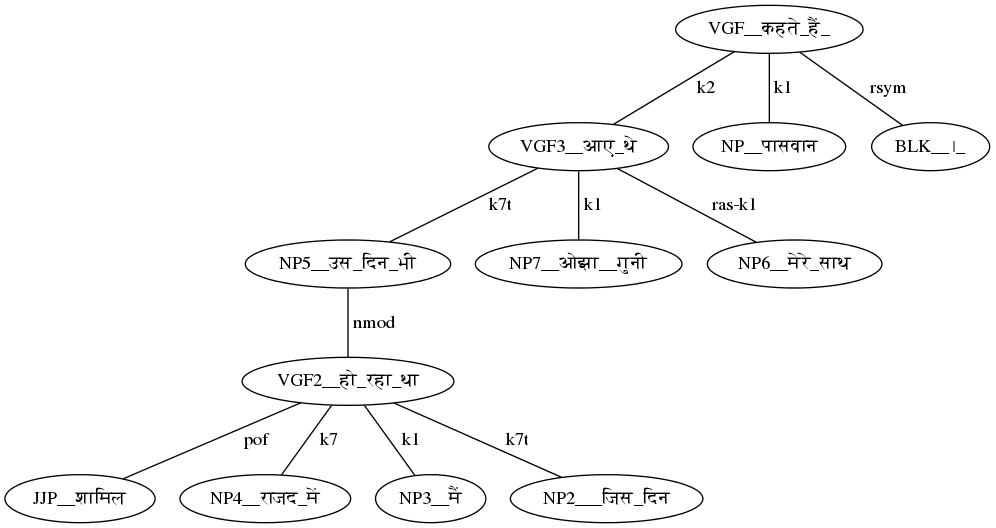 VGF__कहते_हैं_
k2 k1 rsym
VGF3__आए_थे NP__पासवान BLK__।_
k7t k1 ras-k1
NP5__उस_दिन_भी NP7__ओझा__गुनी NP6__मेरे_साथ
nmod
VGF2__हो_रहा_था
pof k7 k1 k7t
JJP__शामिल NP4__राजद_में NP3__मैं NP2___जिस_दिन